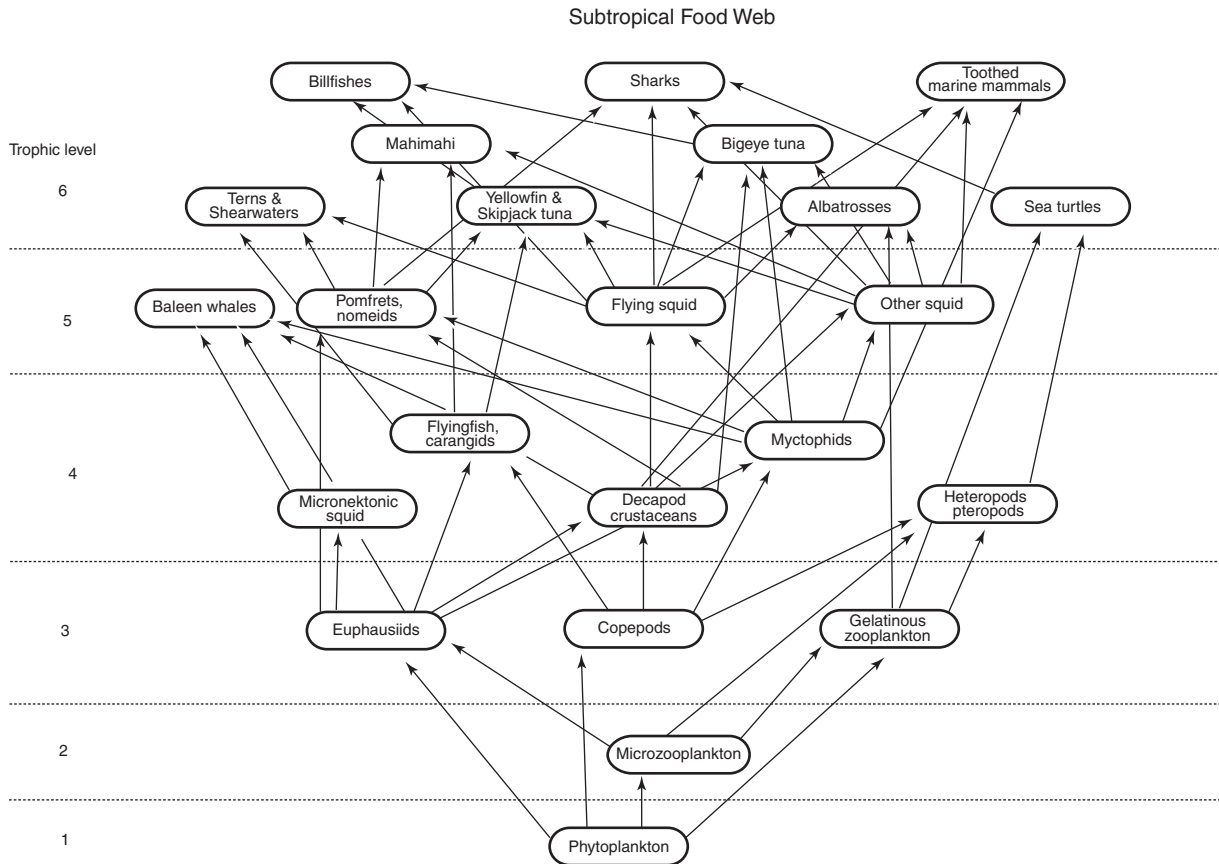 Subtropical Food Web
Billfishes
Sharks
Toothed
marine mammals
Trophic level
Mahimahi
Bigeye tuna
6
Terns &
Shearwaters
Yellowfin &
Skipjack tuna
Albatrosses
Sea turtles
5
Baleen whales
Pomfrets,
nomeids
Flying squid
Other squid
4
Flyingfish,
carangids
Myctophids
Micronektonic
squid
Decapod
crustaceans
Heteropods
pteropods
3
Euphausiids
Copepods
Gelatinous
zooplankton
2
Microzooplankton
1
Phytoplankton